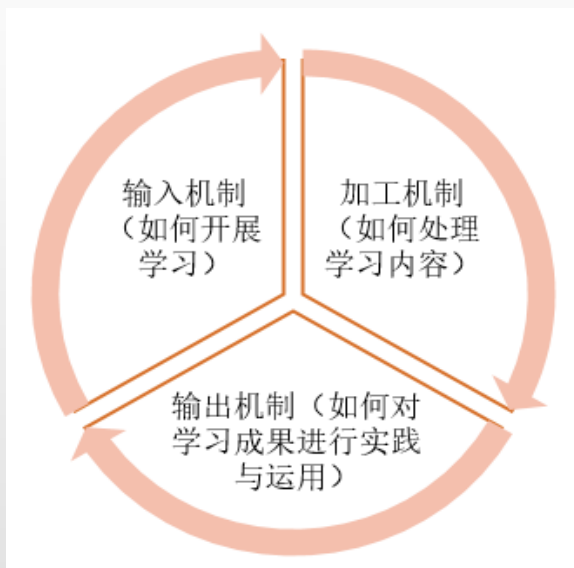 输入机制
（如何开展
学习）
加工机制
（如何处理
学习内容）
输出机制（如何对
学习成果进行实践
与运用）